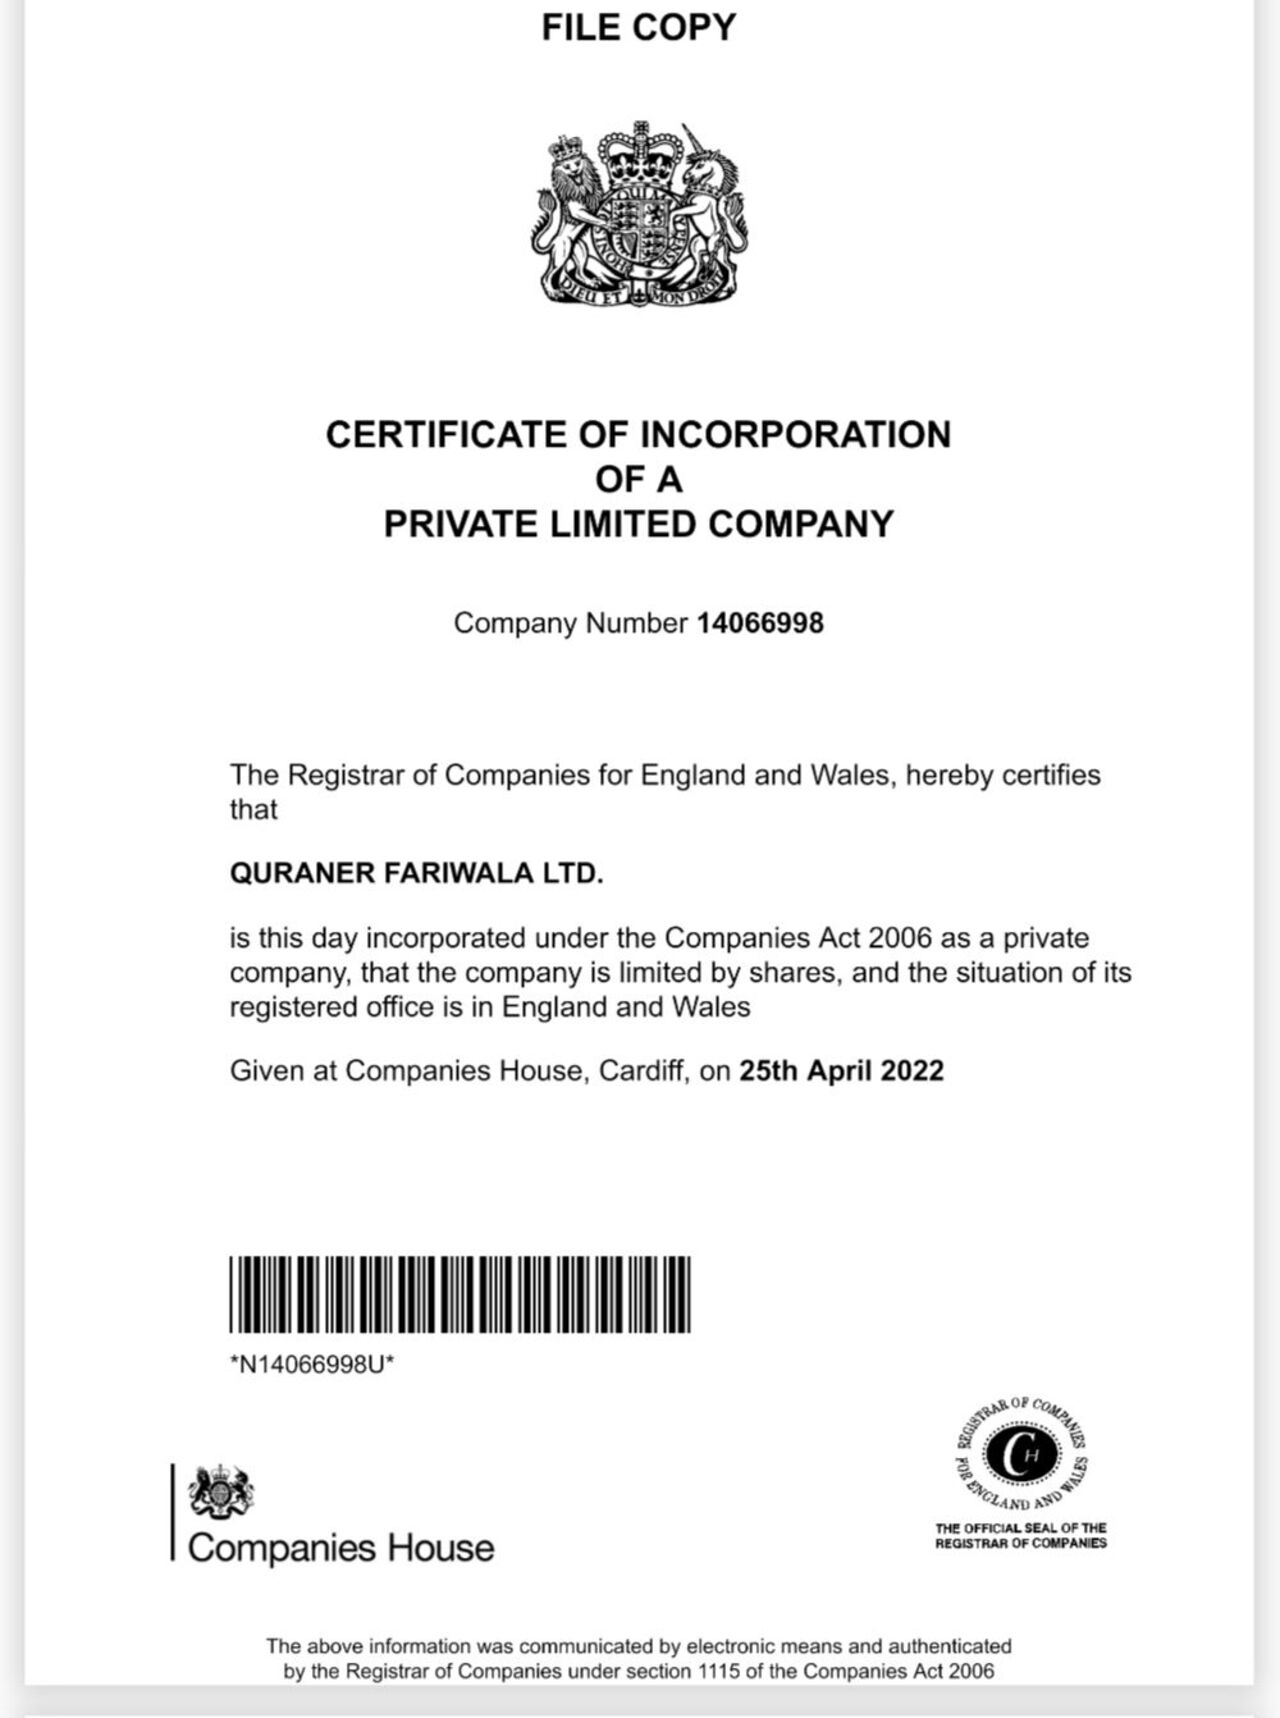 FILE COPY
DIEU ET MON DROIT
CERTIFICATE OF INCORPORATION
OF A
PRIVATE LIMITED COMPANY
Company Number 14066998
The Registrar of Companies for England and Wales, hereby certifies
that
QURANER FARIWALA LTD.
is this day incorporated under the Companies Act 2006 as a private
company, that the company is limited by shares, and the situation of its
registered office is in England and Wales
Given at Companies House, Cardiff, on 25th April 2022
*N14066998U*
REGISTRAR OF COMPANIES
FOR ENGLAND AND WALES
CH
THE OFFICIAL SEAL OF THE
REGISTRAR OF COMPANIES
Companies House
The above information was communicated by electronic means and authenticated
by the Registrar of Companies under section 1115 of the Companies Act 2006